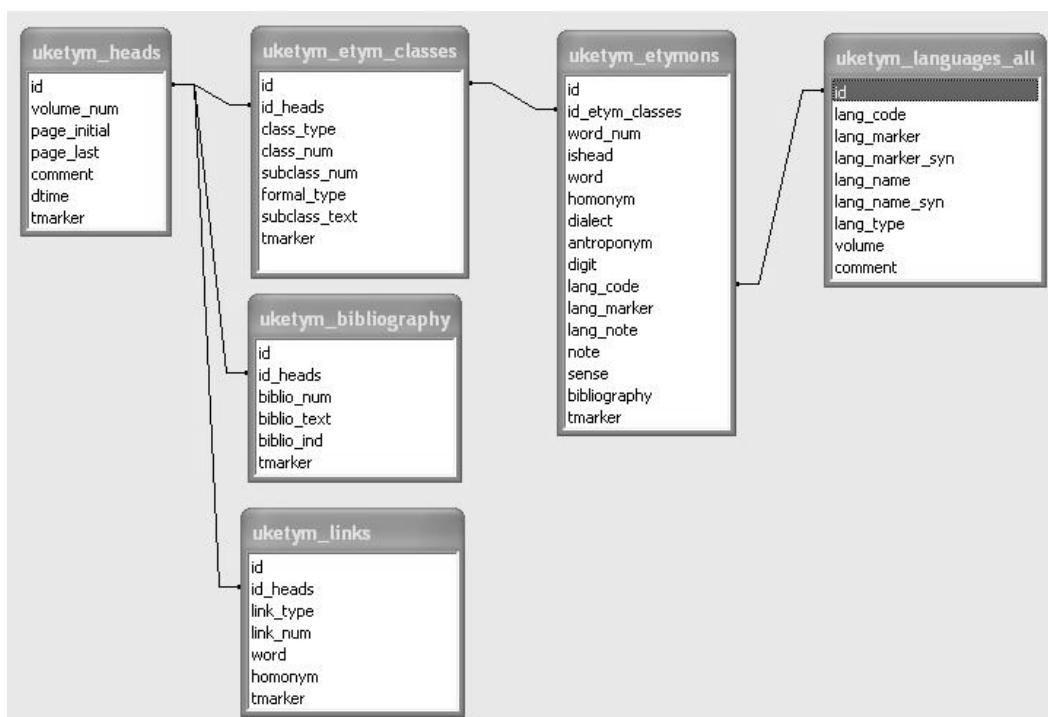 uketym_heads
id
volume_num
page_initial
page_last
comment
dtime
tmarker
uketym_etym_classes
id
id_heads
class_type
class_num
subclass_num
formal_type
subclass_text
tmarker
uketym_bibliography
id
id_heads
biblio_num
biblio_text
biblio_ind
tmarker
uketym_links
id
id_heads
link_type
link_num
word
homonym
tmarker
uketym_etymons
id
id_etym_classes
word_num
ishead
word
homonym
dialect
antroponym
digit
lang_code
lang_marker
lang_note
note
sense
bibliography
tmarker
uketym_languages_all
id
lang_code
lang_marker
lang_marker_syn
lang_name
lang_name_syn
lang_type
volume
comment